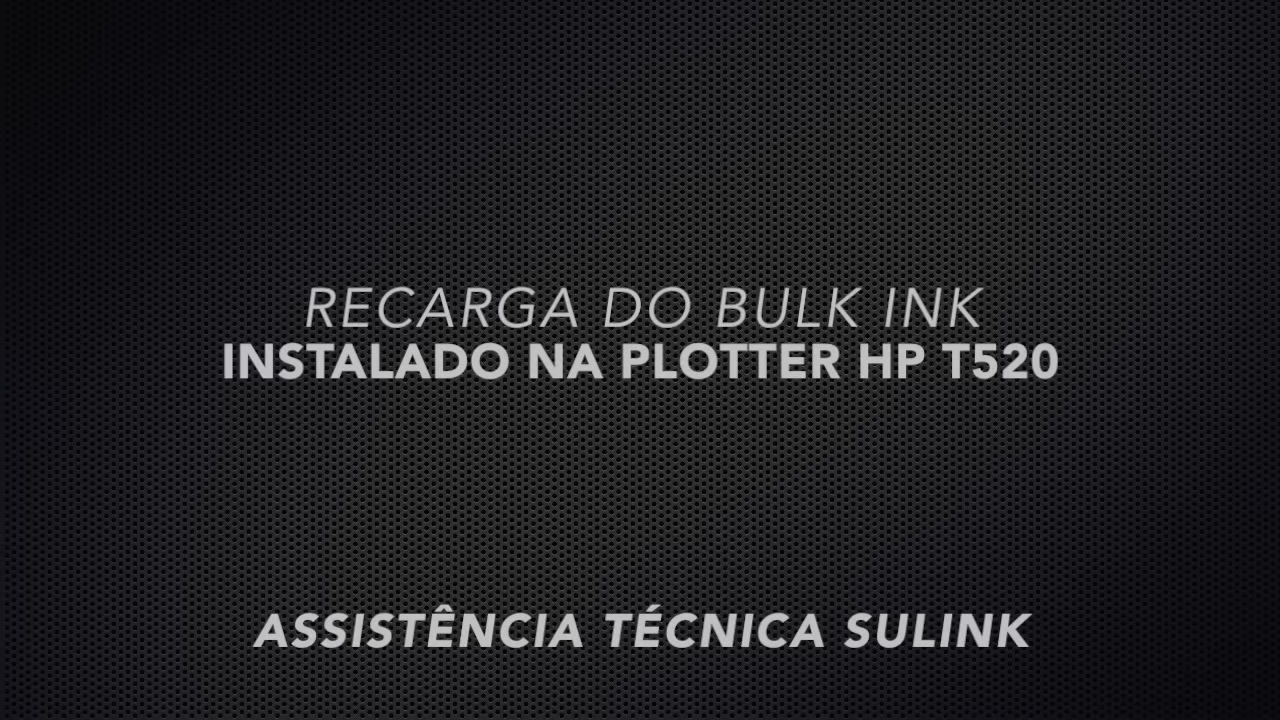 RECARGA DO BULK INK
INSTALADO NA PLOTTER HP T520
ASSISTÊNCIA TÉCNICA SULINK